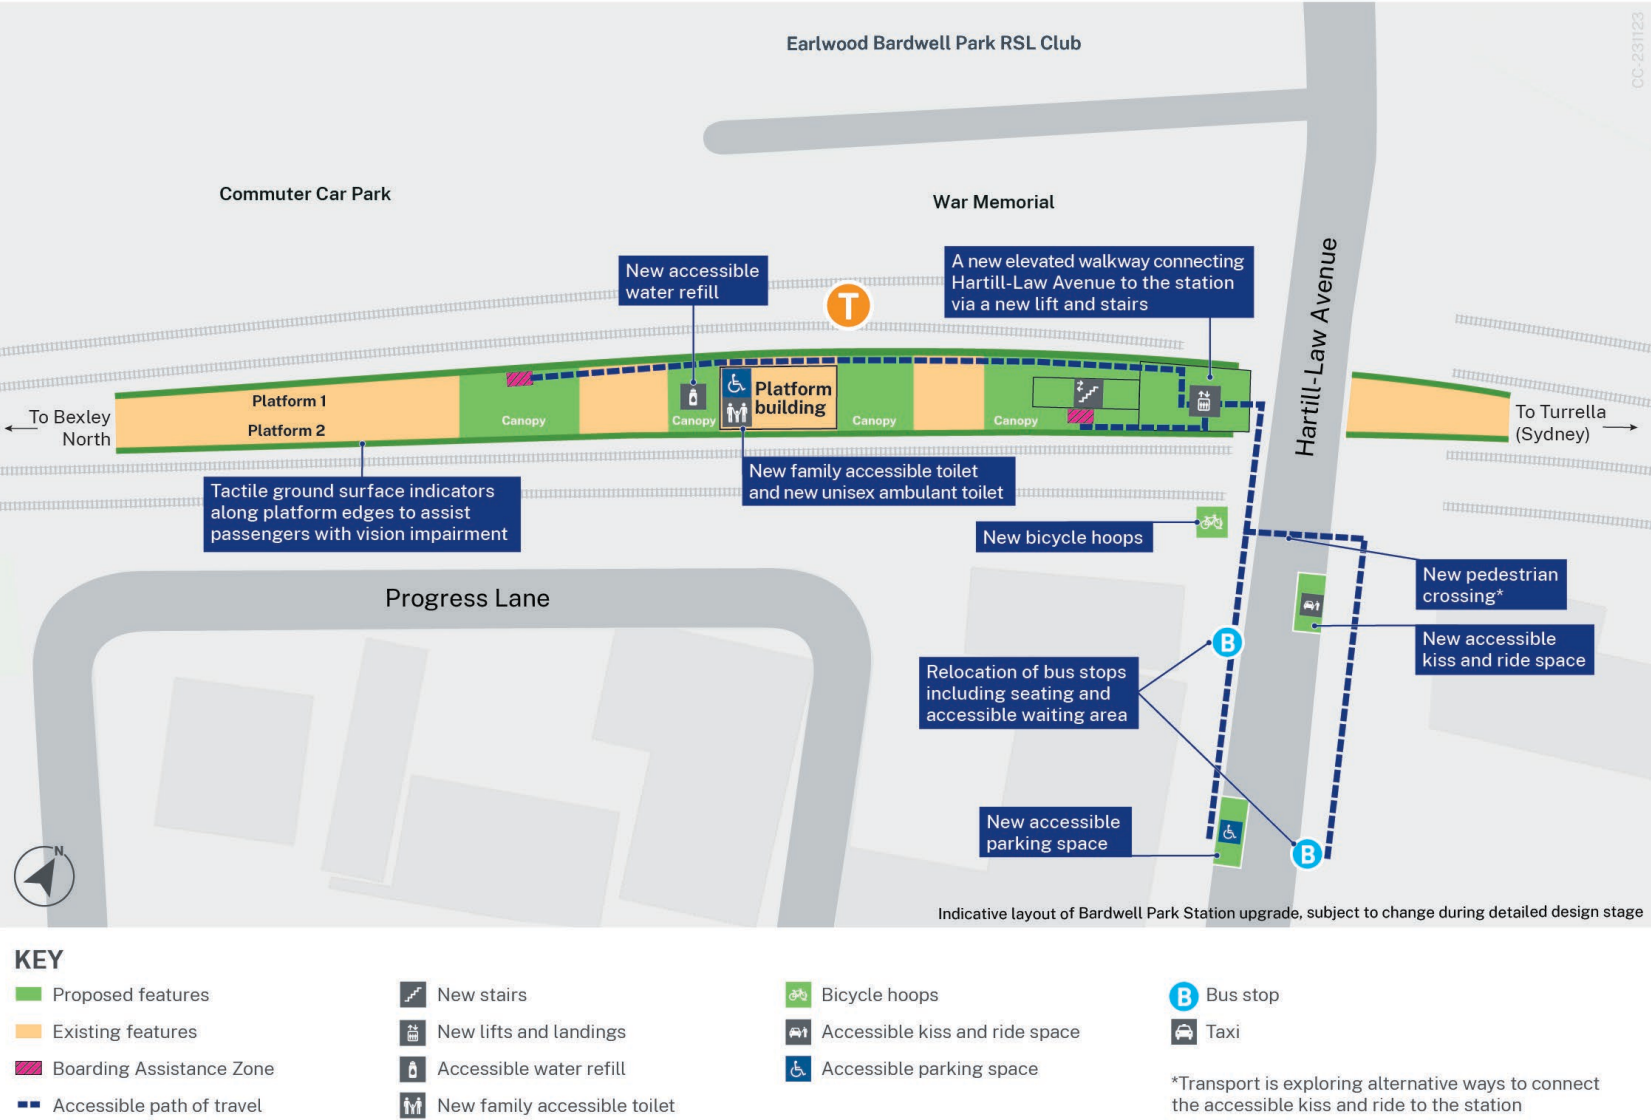 CC-231123
Earlwood Bardwell Park RSL Club
Commuter Car Park
War Memorial
New accessible
water refill
T
A new elevated walkway connecting
Hartill-Law Avenue to the station
via a new lift and stairs
Hartill-Law Avenue
Platform 1
Platform 2
To Bexley
North
Canopy
Canopy
Platform
building
Canopy
Canopy
To Turrella
(Sydney)
Tactile ground surface indicators
along platform edges to assist
passengers with vision impairment
New family accessible toilet
and new unisex ambulant toilet
New bicycle hoops
New pedestrian
crossing*
Progress Lane
New accessible
kiss and ride space
B
Relocation of bus stops
including seating and
accessible waiting area
New accessible
parking space
B
N
Indicative layout of Bardwell Park Station upgrade, subject to change during detailed design stage
KEY
Proposed features
Existing features
Boarding Assistance Zone
Accessible path of travel
New stairs
New lifts and landings
Accessible water refill
New family accessible toilet
Bicycle hoops
Accessible kiss and ride space
Accessible parking space
B Bus stop
Taxi
*Transport is exploring alternative ways to connect
the accessible kiss and ride to the station